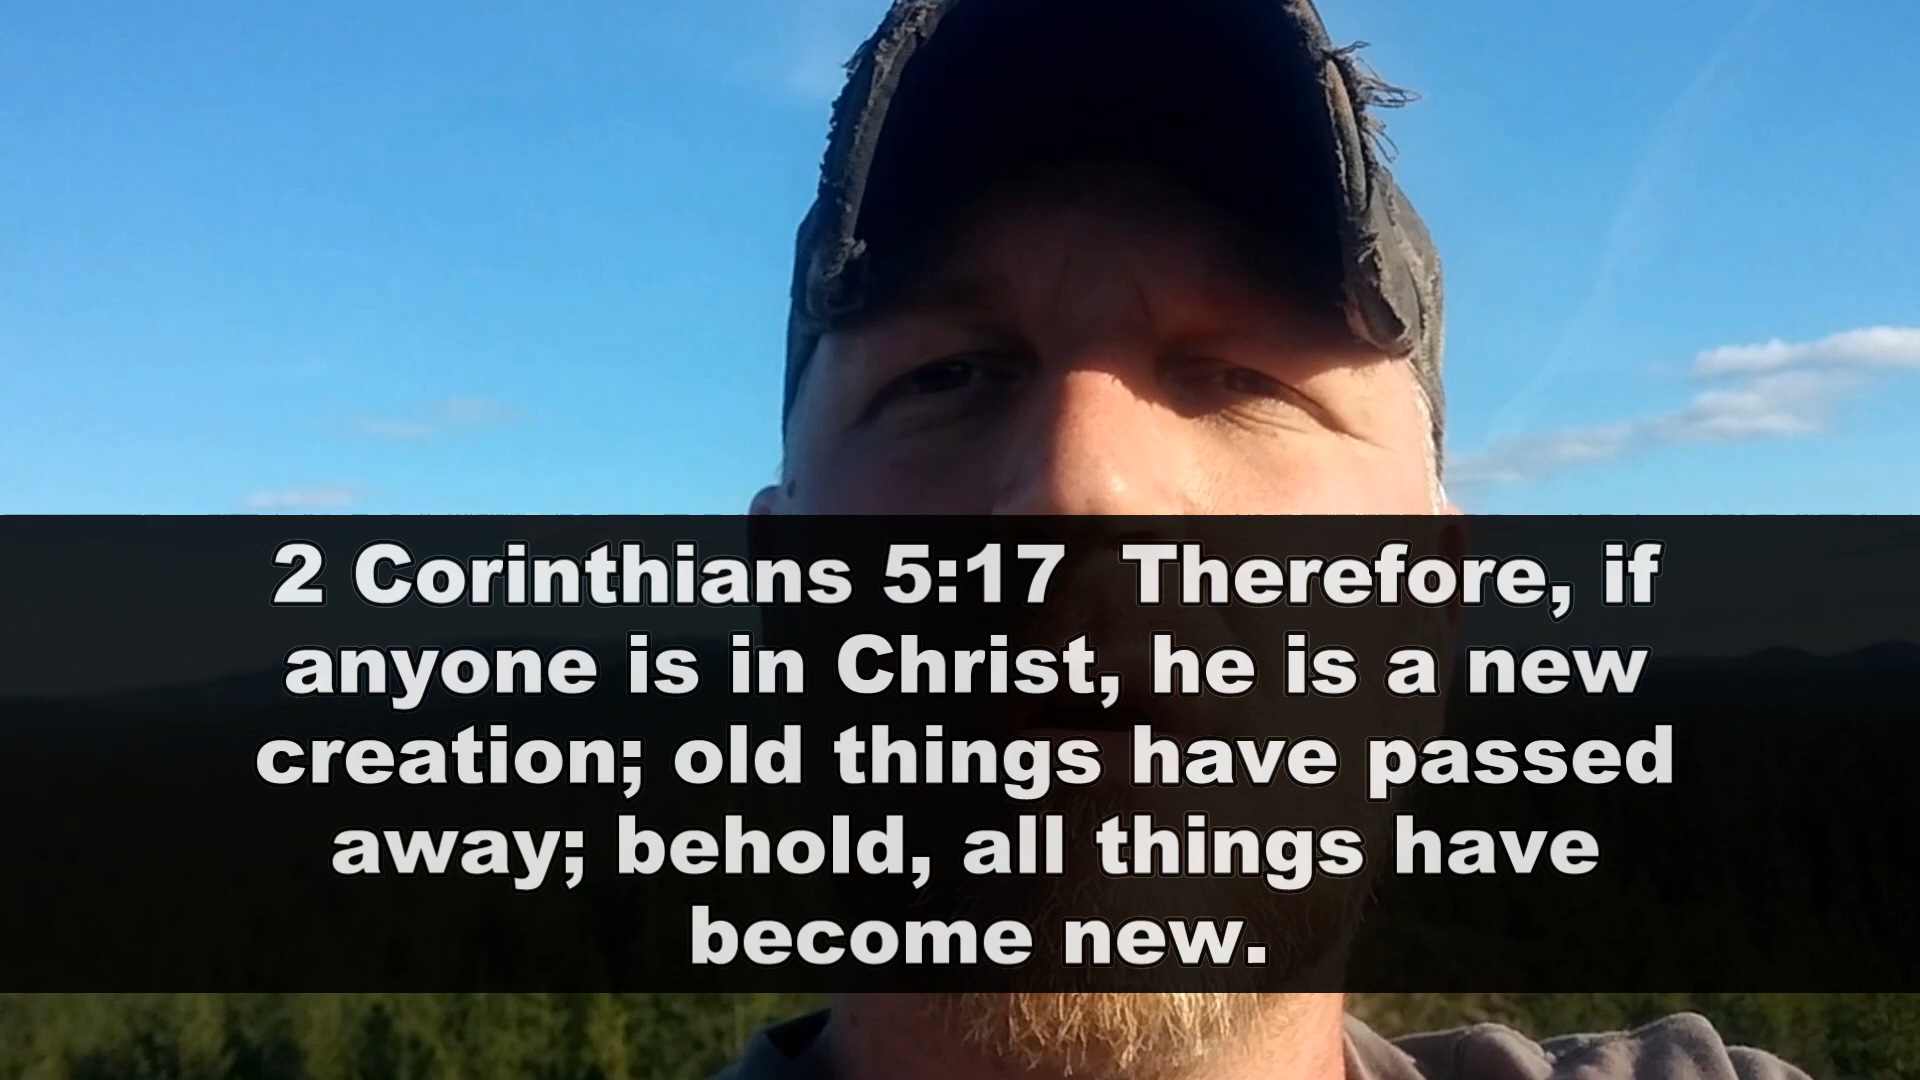 2 Corinthians 5:17  Therefore, if
anyone is in Christ, he is a new
creation; old things have passed
away; behold, all things have
become new.